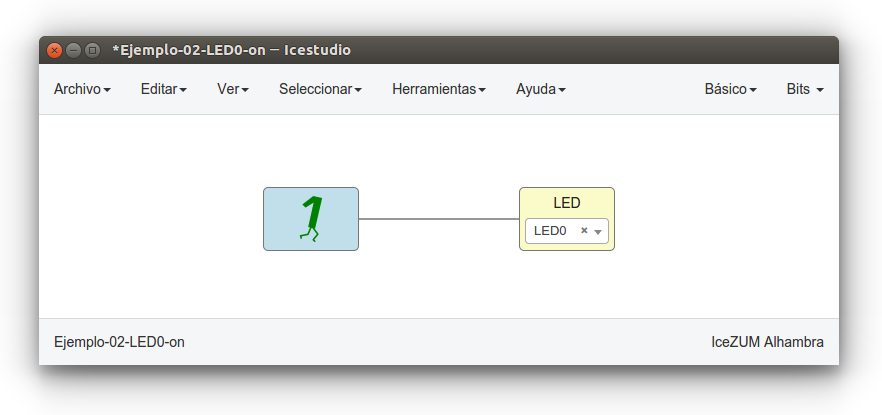 *Ejemplo-02-LED0-on — Icestudio
Archivo Editar Ver Seleccionar Herramientas Ayuda Básico Bits
1
LED
LED0
Ejemplo-02-LED0-on IceZUM Alhambra